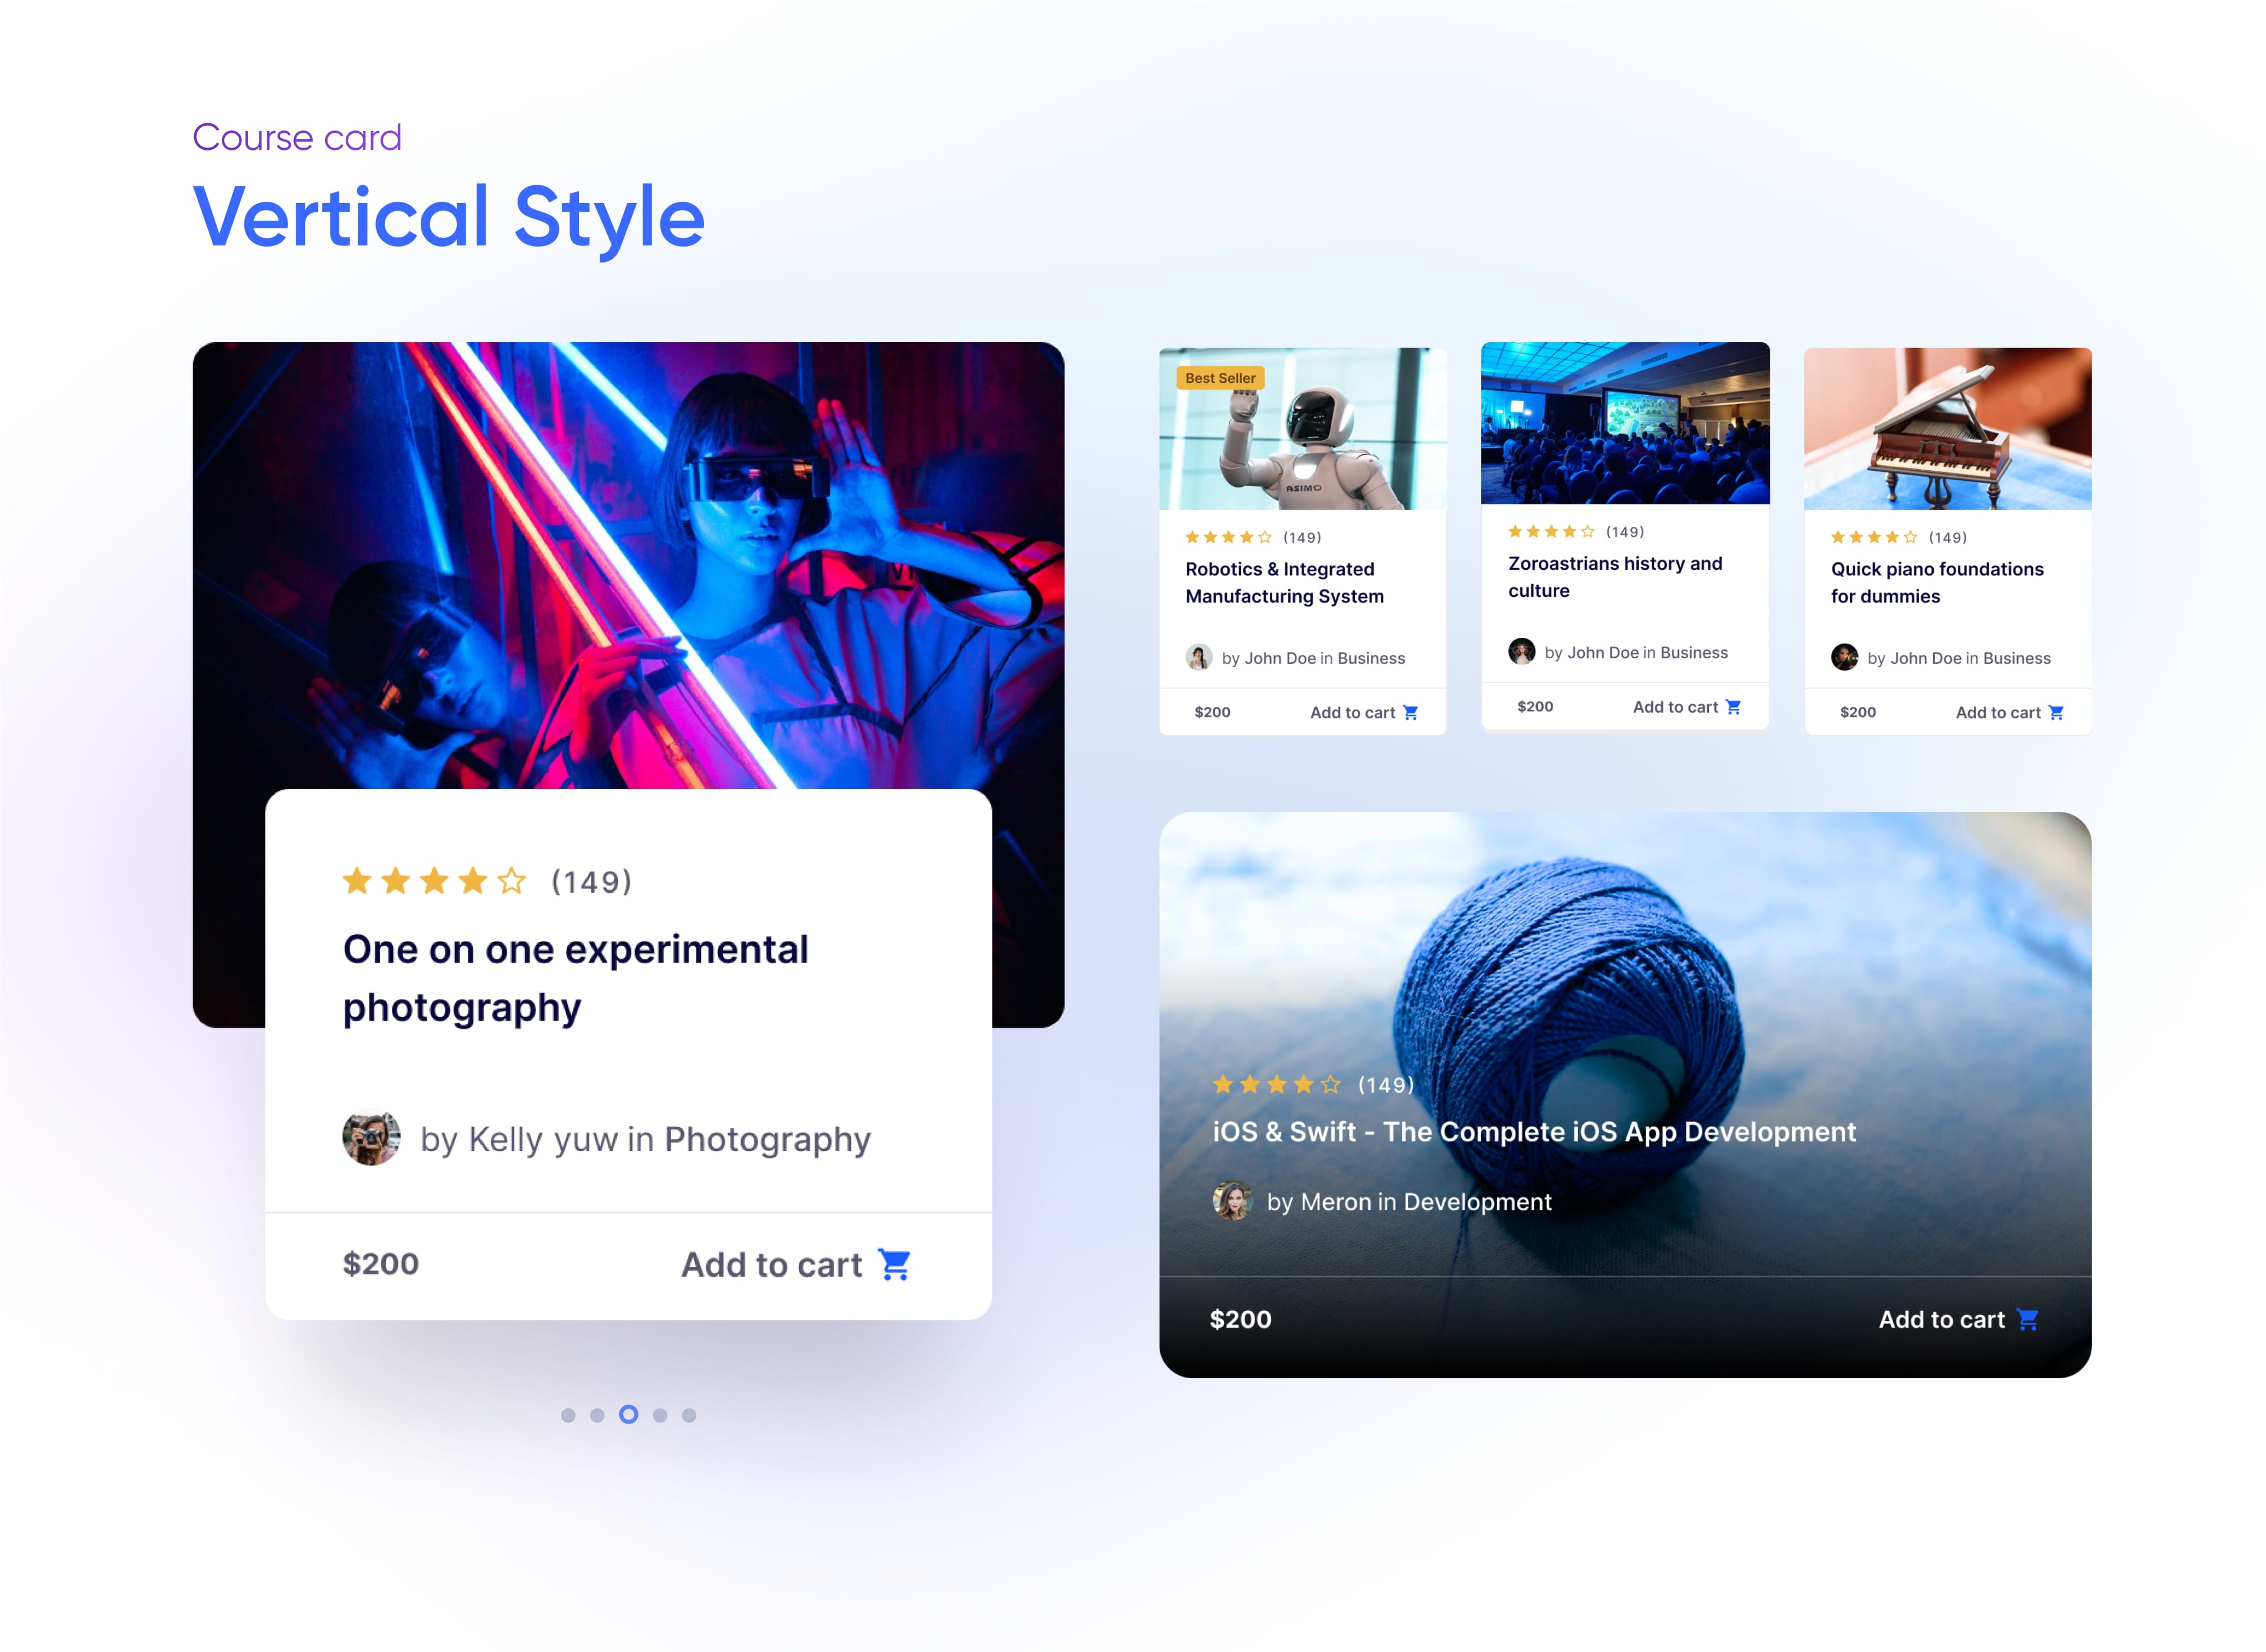 Course card
Vertical Style
★★★★☆ (149)
One on one experimental
photography
by Kelly yuw in Photography
$200
Add to cart
Best Seller
ASIMO
★★★★☆ (149)
Robotics & Integrated
Manufacturing System
by John Doe in Business
$200
Add to cart
★★★★☆ (149)
Zoroastrians history and
culture
by John Doe in Business
$200
Add to cart
★★★★☆ (149)
Quick piano foundations
for dummies
by John Doe in Business
$200
Add to cart
★★★★☆ (149)
iOS & Swift - The Complete iOS App Development
by Meron in Development
$200
Add to cart